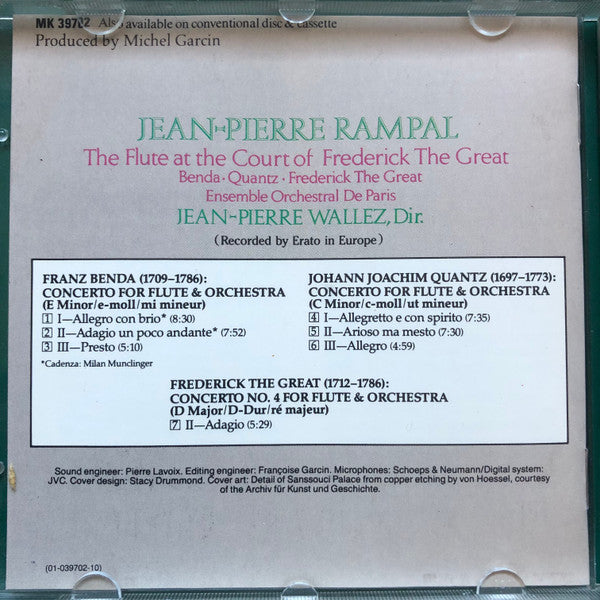 MK 39702 Also available on conventional disc & cassette
Produced by Michel Garcin
JEAN-PIERRE RAMPAL
The Flute at the Court of Frederick The Great
Benda · Quantz · Frederick The Great
Ensemble Orchestral De Paris
JEAN-PIERRE WALLEZ, Dir.
(Recorded by Erato in Europe)
FRANZ BENDA (1709–1786):
CONCERTO FOR FLUTE & ORCHESTRA
(E Minor/e-moll/mi mineur)
1 I—Allegro con brio* (8:30)
2 II—Adagio un poco andante* (7:52)
3 III—Presto (5:10)
*Cadenza: Milan Munclinger
JOHANN JOACHIM QUANTZ (1697–1773):
CONCERTO FOR FLUTE & ORCHESTRA
(C Minor/c-moll/ut mineur)
4 I—Allegretto e con spirito (7:35)
5 II—Arioso ma mesto (7:30)
6 III—Allegro (4:59)
FREDERICK THE GREAT (1712–1786):
CONCERTO NO. 4 FOR FLUTE & ORCHESTRA
(D Major/D-Dur/ré majeur)
7 II—Adagio (5:29)
Sound engineer: Pierre Lavoix. Editing engineer: Françoise Garcin. Microphones: Schoeps & Neumann/Digital system:
JVC. Cover design: Stacy Drummond. Cover art: Detail of Sanssouci Palace from copper etching by von Hoessel, courtesy
of the Archiv für Kunst und Geschichte.
(01-039702-10)